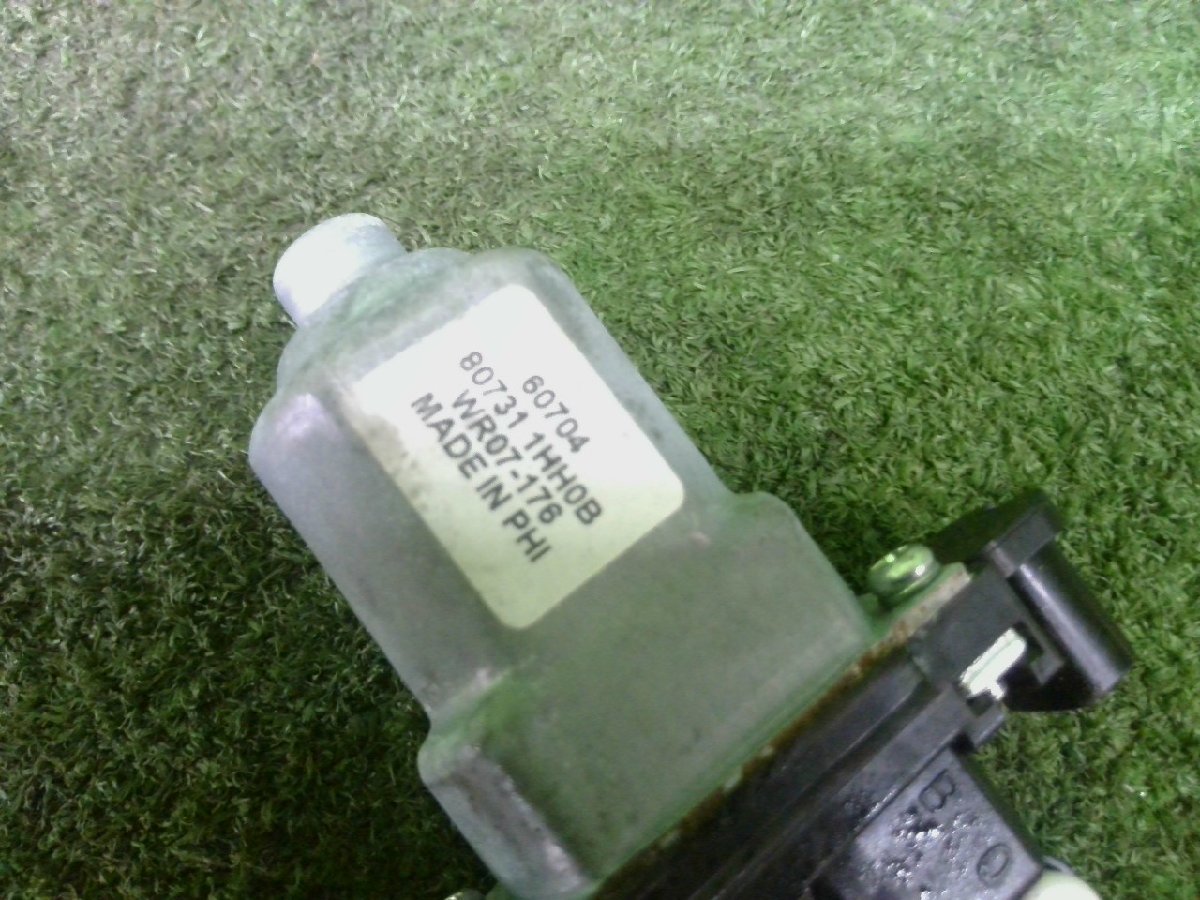 60704
80731 1HH0B
WR07-176
MADE IN PHI
B